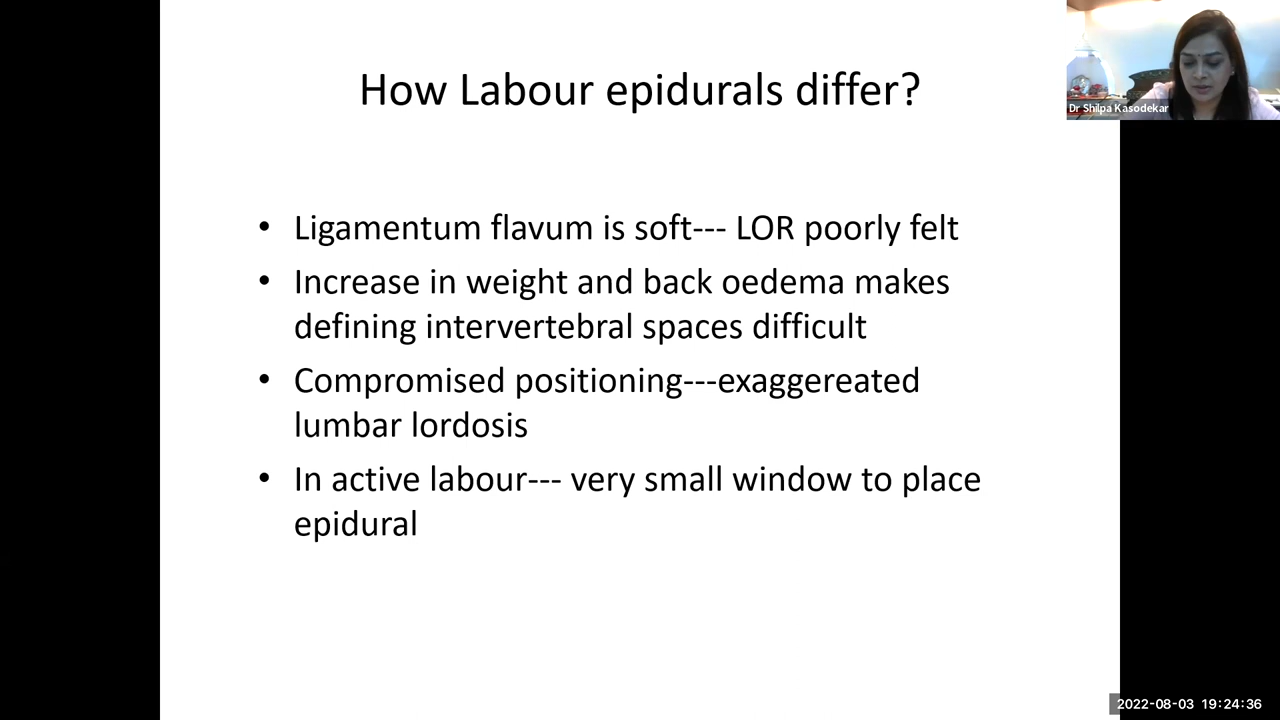 How Labour epidurals differ?
Dr Shilpa Kasodekar
• Ligamentum flavum is soft--- LOR poorly felt
• Increase in weight and back oedema makes
defining intervertebral spaces difficult
• Compromised positioning---exaggereated
lumbar lordosis
• In active labour--- very small window to place
epidural
2022-08-03 19:24:36